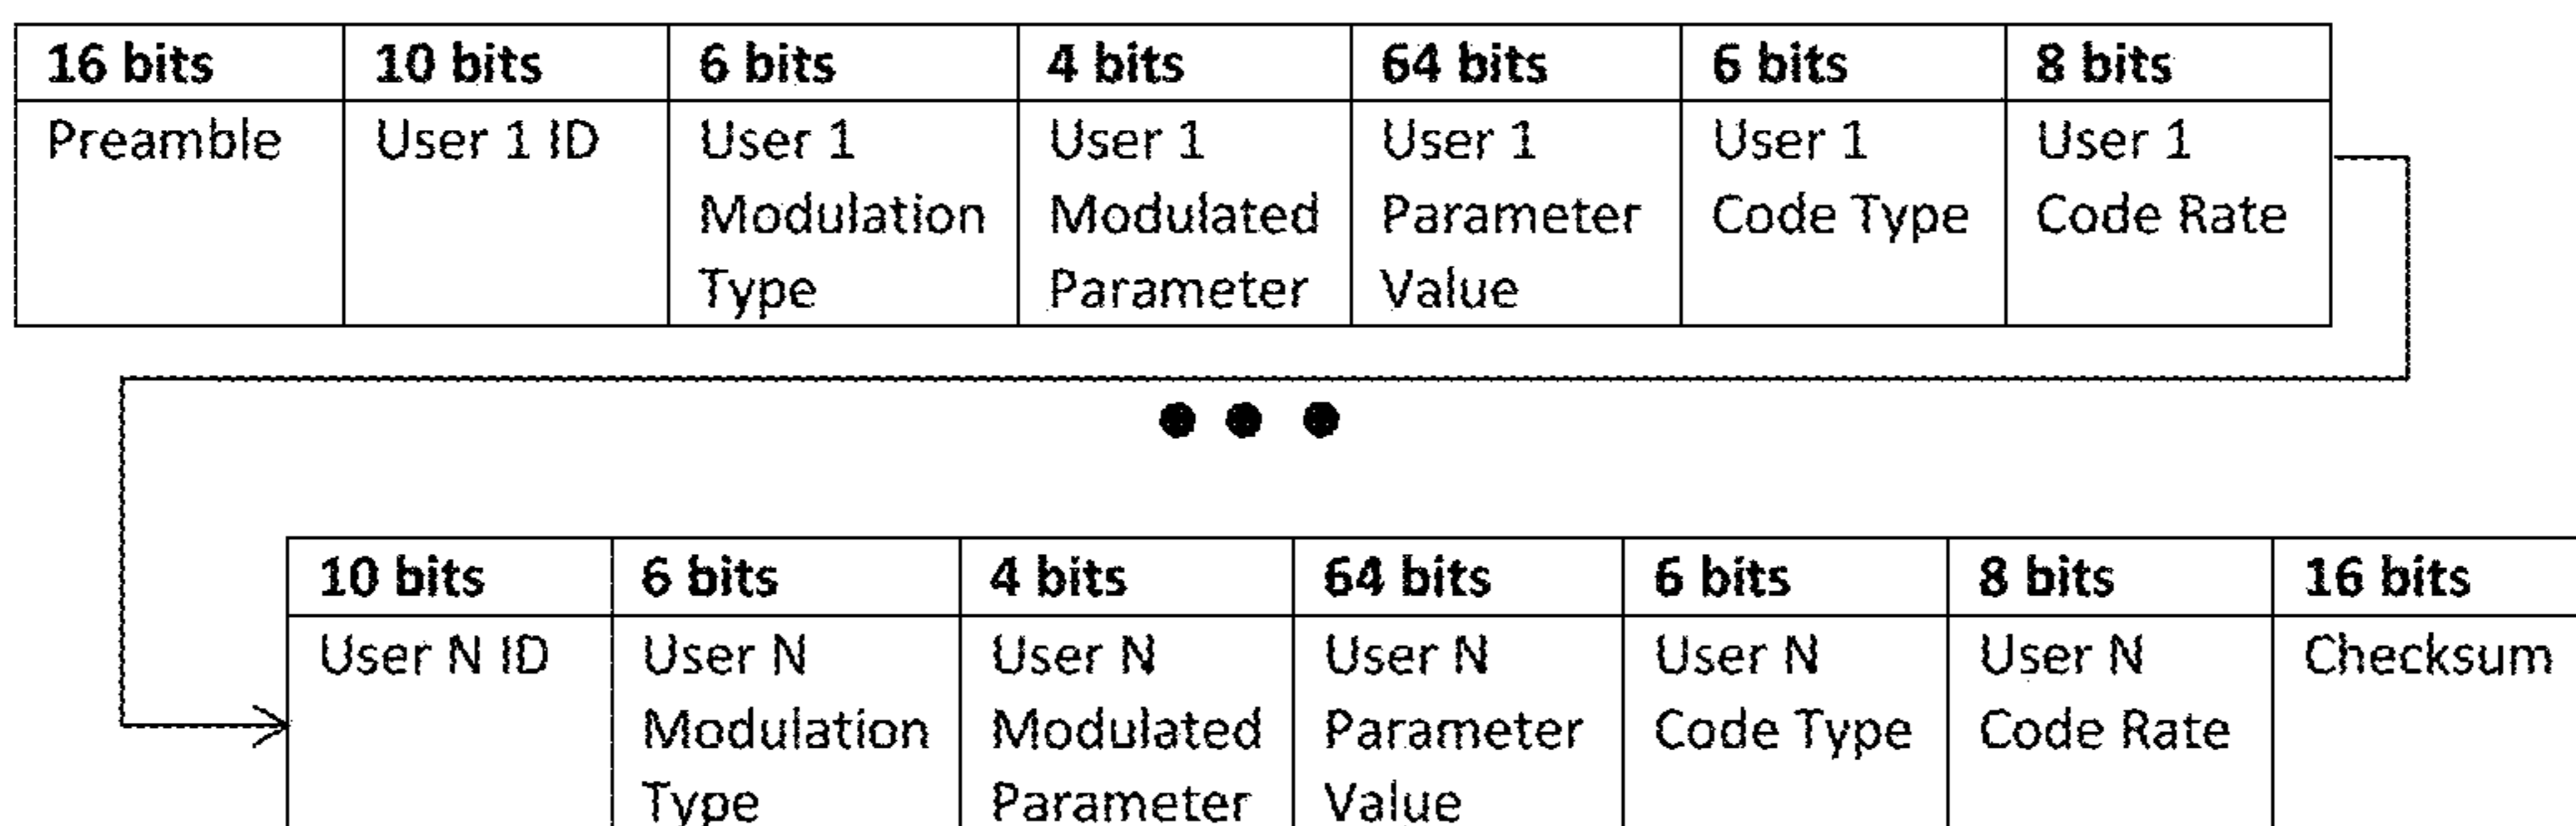 16 bits 10 bits 6 bits 4 bits 64 bits 6 bits 8 bits
Preamble User 1 ID User 1 User 1 User 1 User 1 User 1
Modulation Modulated Parameter Code Type Code Rate
Type Parameter Value
10 bits 6 bits 4 bits 64 bits 6 bits 8 bits 16 bits
User N ID User N User N User N User N User N Checksum
Modulation Modulated Parameter Code Type Code Rate
Type Parameter Value